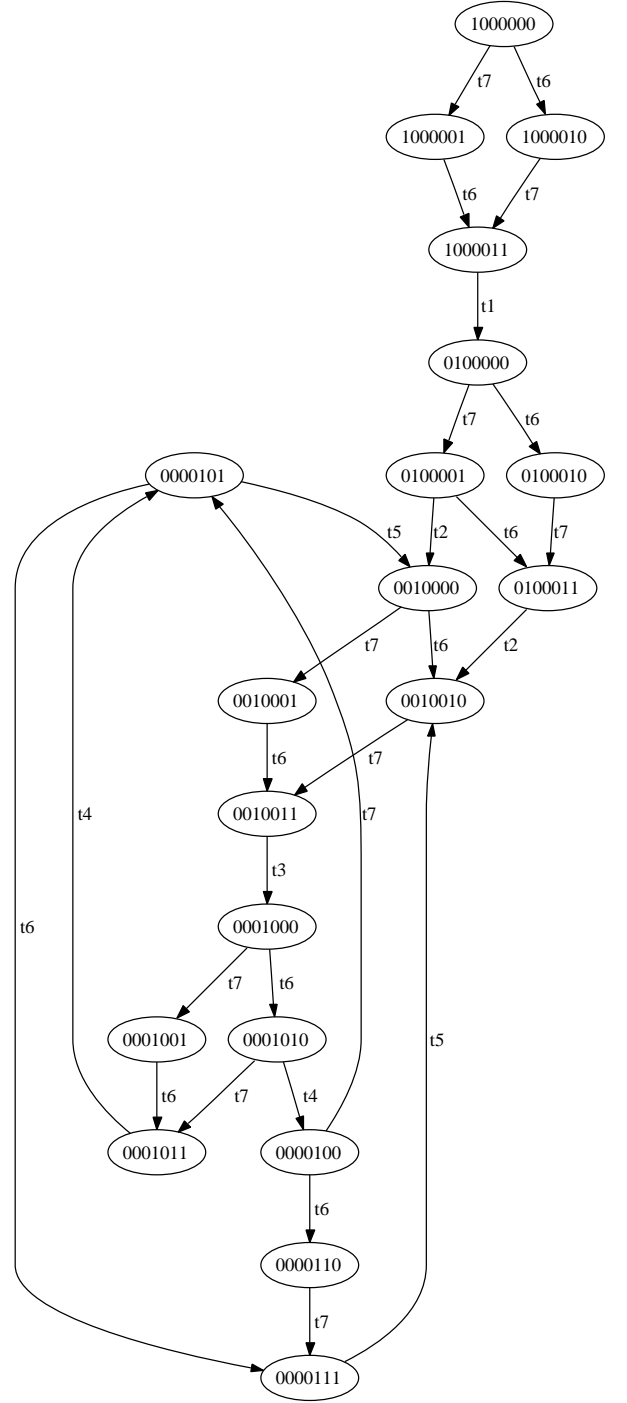 1000000
t7 t6
1000001 1000010
t6 t7
1000011
t1
0100000
t7 t6
0000101 0100001 0100010
t5 t2 t6 t7
0010000 0100011
t7 t6 t2
0010001 0010010
t6 t7
t4 0010011 t7
t3
t6 0001000
t7 t6
0001001 0001010 t5
t6 t7 t4
0001011 0000100
t6
0000110
t7
0000111